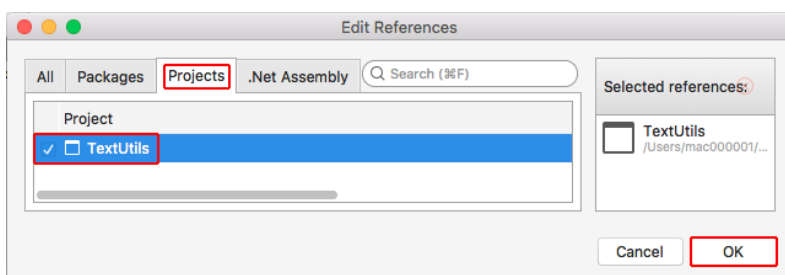 Edit References
All Packages Projects .Net Assembly Search (⌘F)
Selected references:
Project
✓ TextUtils
TextUtils
/Users/mac000001/...
Cancel OK